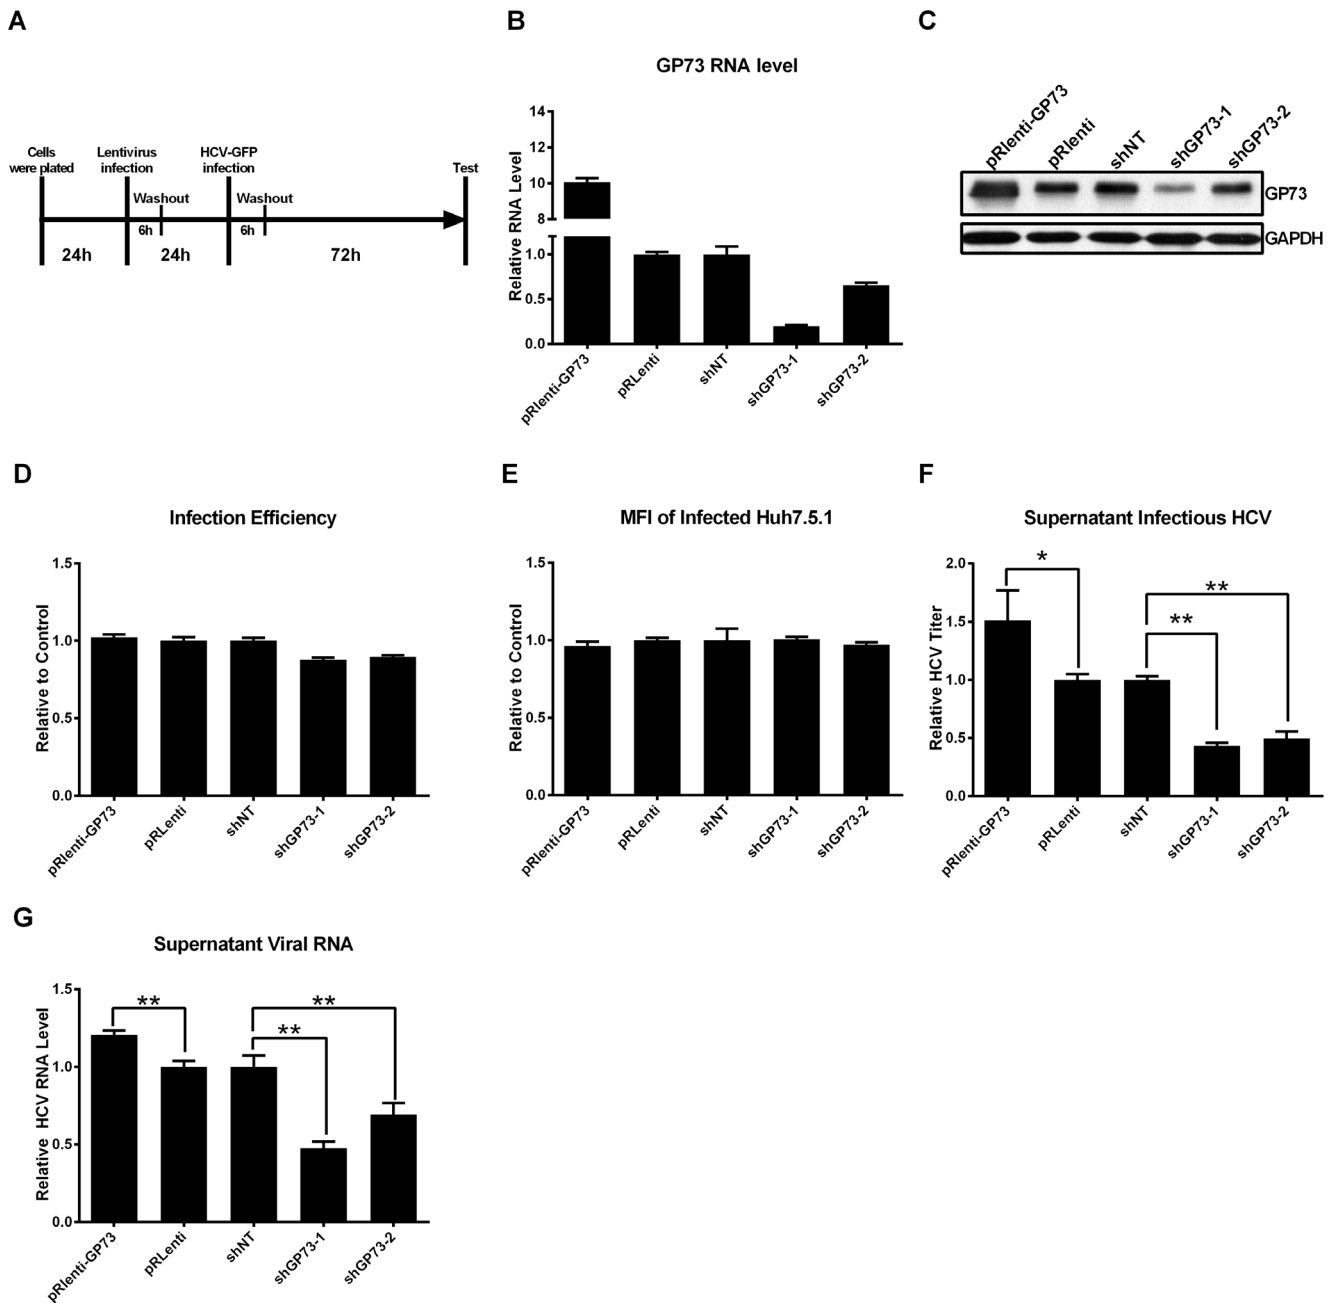 A
Cells
were plated
Lentivirus
infection
HCV-GFP
infection
Test
Washout
Washout
6h
6h
24h
24h
72h
B
GP73 RNA level
Relative RNA Level
14
12
10
8
1.0
0.5
0.0
pRlenti-GP73
pRLenti
shNT
shGP73-1
shGP73-2
C
pRlenti-GP73
pRlenti
shNT
shGP73-1
shGP73-2
GP73
GAPDH
D
Infection Efficiency
Relative to Control
1.5
1.0
0.5
0.0
pRlenti-GP73
pRLenti
shNT
shGP73-1
shGP73-2
E
MFI of Infected Huh7.5.1
Relative to Control
1.5
1.0
0.5
0.0
pRlenti-GP73
pRLenti
shNT
shGP73-1
shGP73-2
F
Supernatant Infectious HCV
Relative HCV Titer
2.0
1.5
1.0
0.5
0.0
*
**
**
pRlenti-GP73
pRLenti
shNT
shGP73-1
shGP73-2
G
Supernatant Viral RNA
Relative HCV RNA Level
1.5
1.0
0.5
0.0
**
**
**
pRlenti-GP73
pRLenti
shNT
shGP73-1
shGP73-2